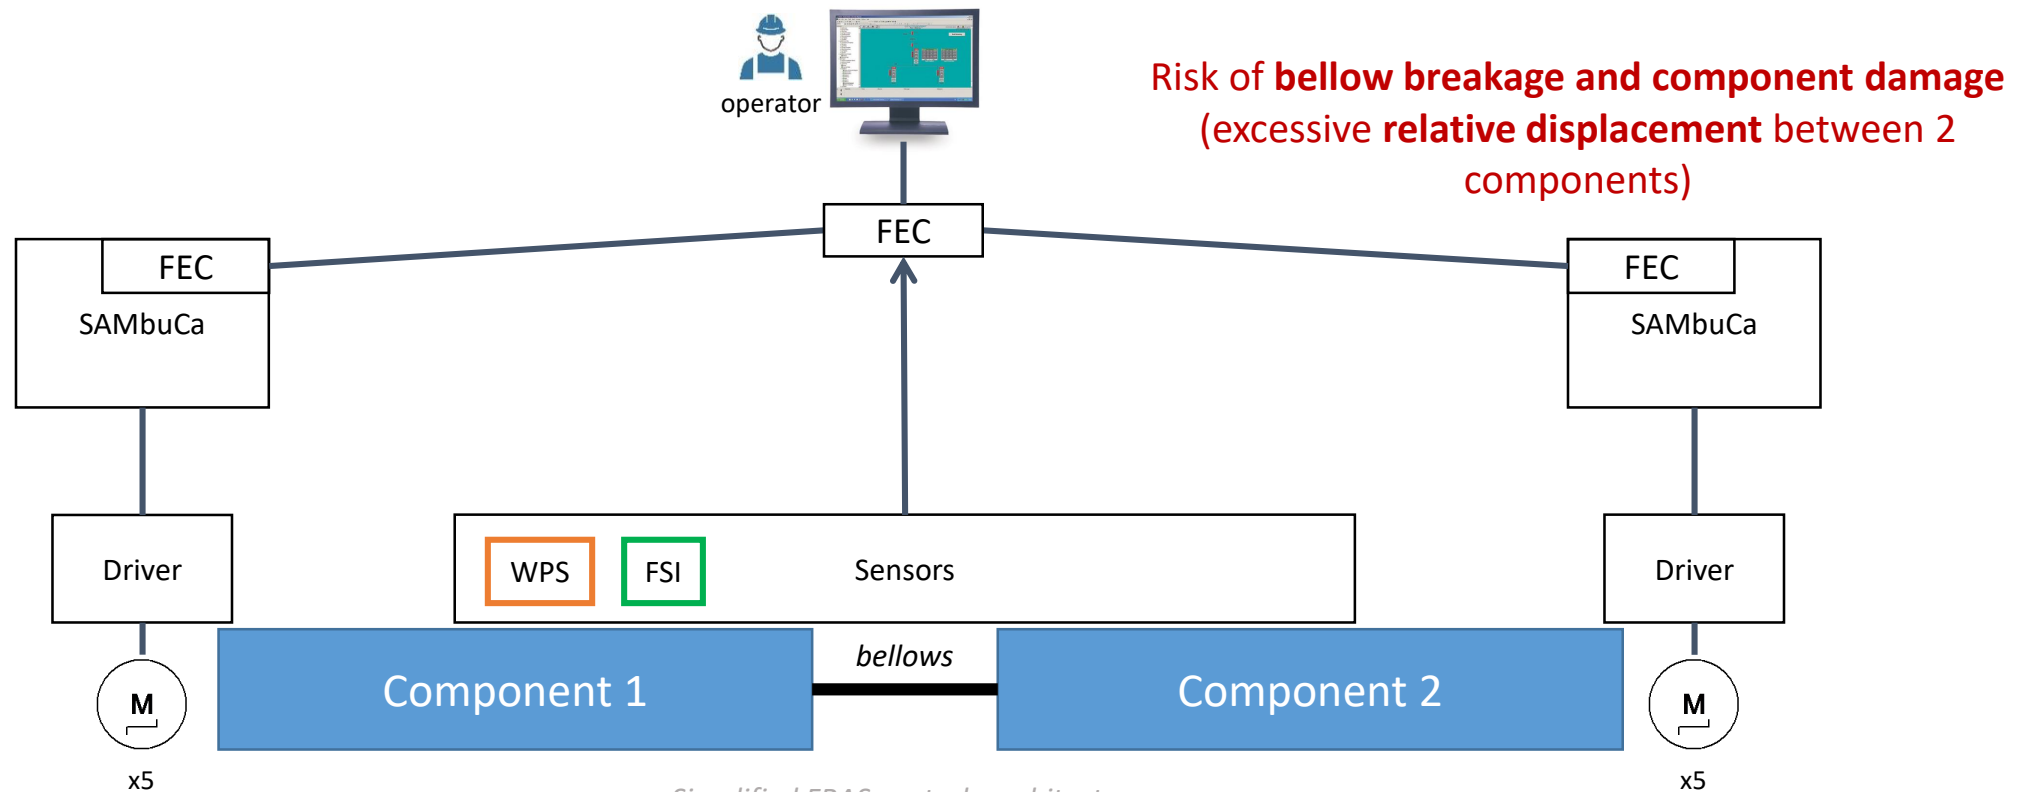 operator
Risk of bellow breakage and component damage
(excessive relative displacement between 2
components)
FEC
FEC
FEC
SAMbuCa
SAMbuCa
Driver
WPS
FSI
Sensors
Driver
bellows
Component 1
Component 2
M
M
x5
x5